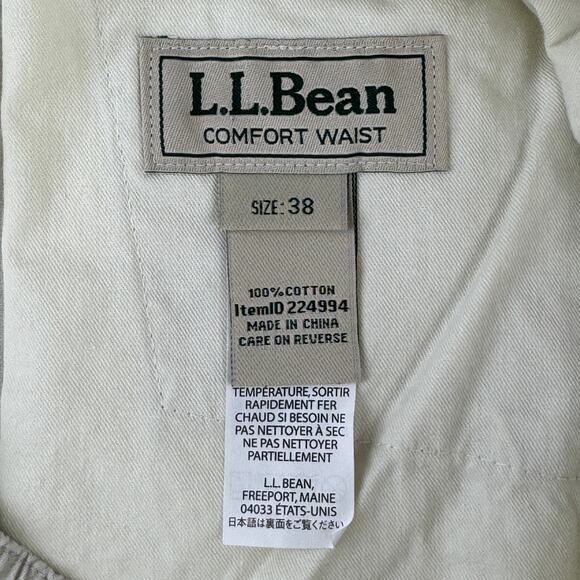 L.L.Bean
COMFORT WAIST
SIZE: 38
100% COTTON
ItemID 224994
MADE IN CHINA
CARE ON REVERSE
TEMPÉRATURE, SORTIR
RAPIDEMENT FER
CHAUD SI BESOIN NE
PAS NETTOYER À SEC
NE PAS NETTOYER
PARTIELLEMENT
L.L. BEAN,
FREEPORT, MAINE
04033 ÉTATS-UNIS
日本語は裏面をご覧ください